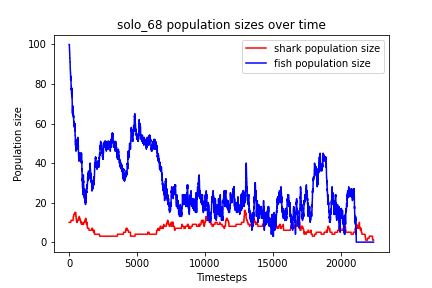 solo_68 population sizes over time
shark population size
fish population size
Population size
100
80
60
40
20
0
0
5000
10000
15000
20000
Timesteps